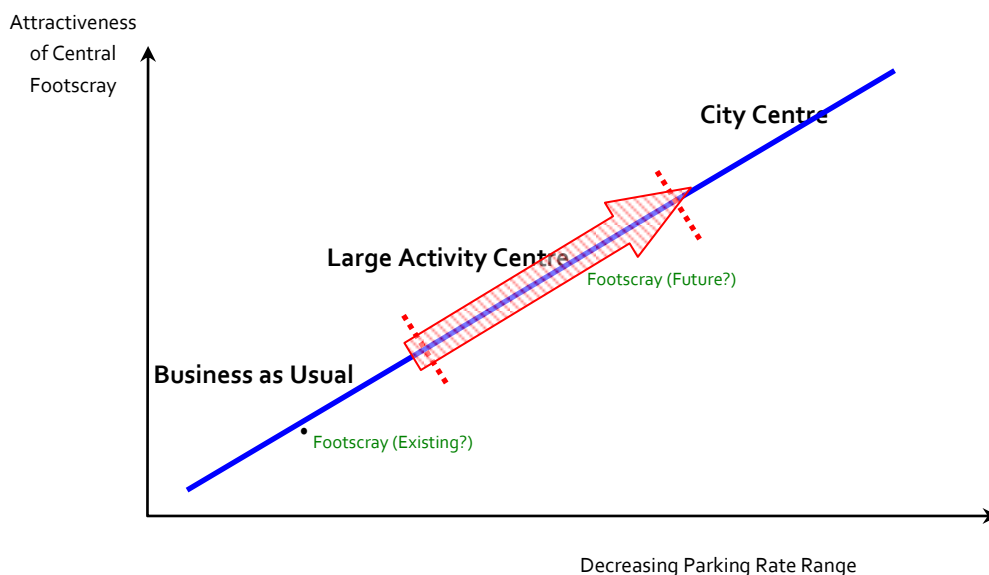 Attractiveness
of Central
Footscray
City Centre
Large Activity Centre
Footscray (Future?)
Business as Usual
Footscray (Existing?)
Decreasing Parking Rate Range